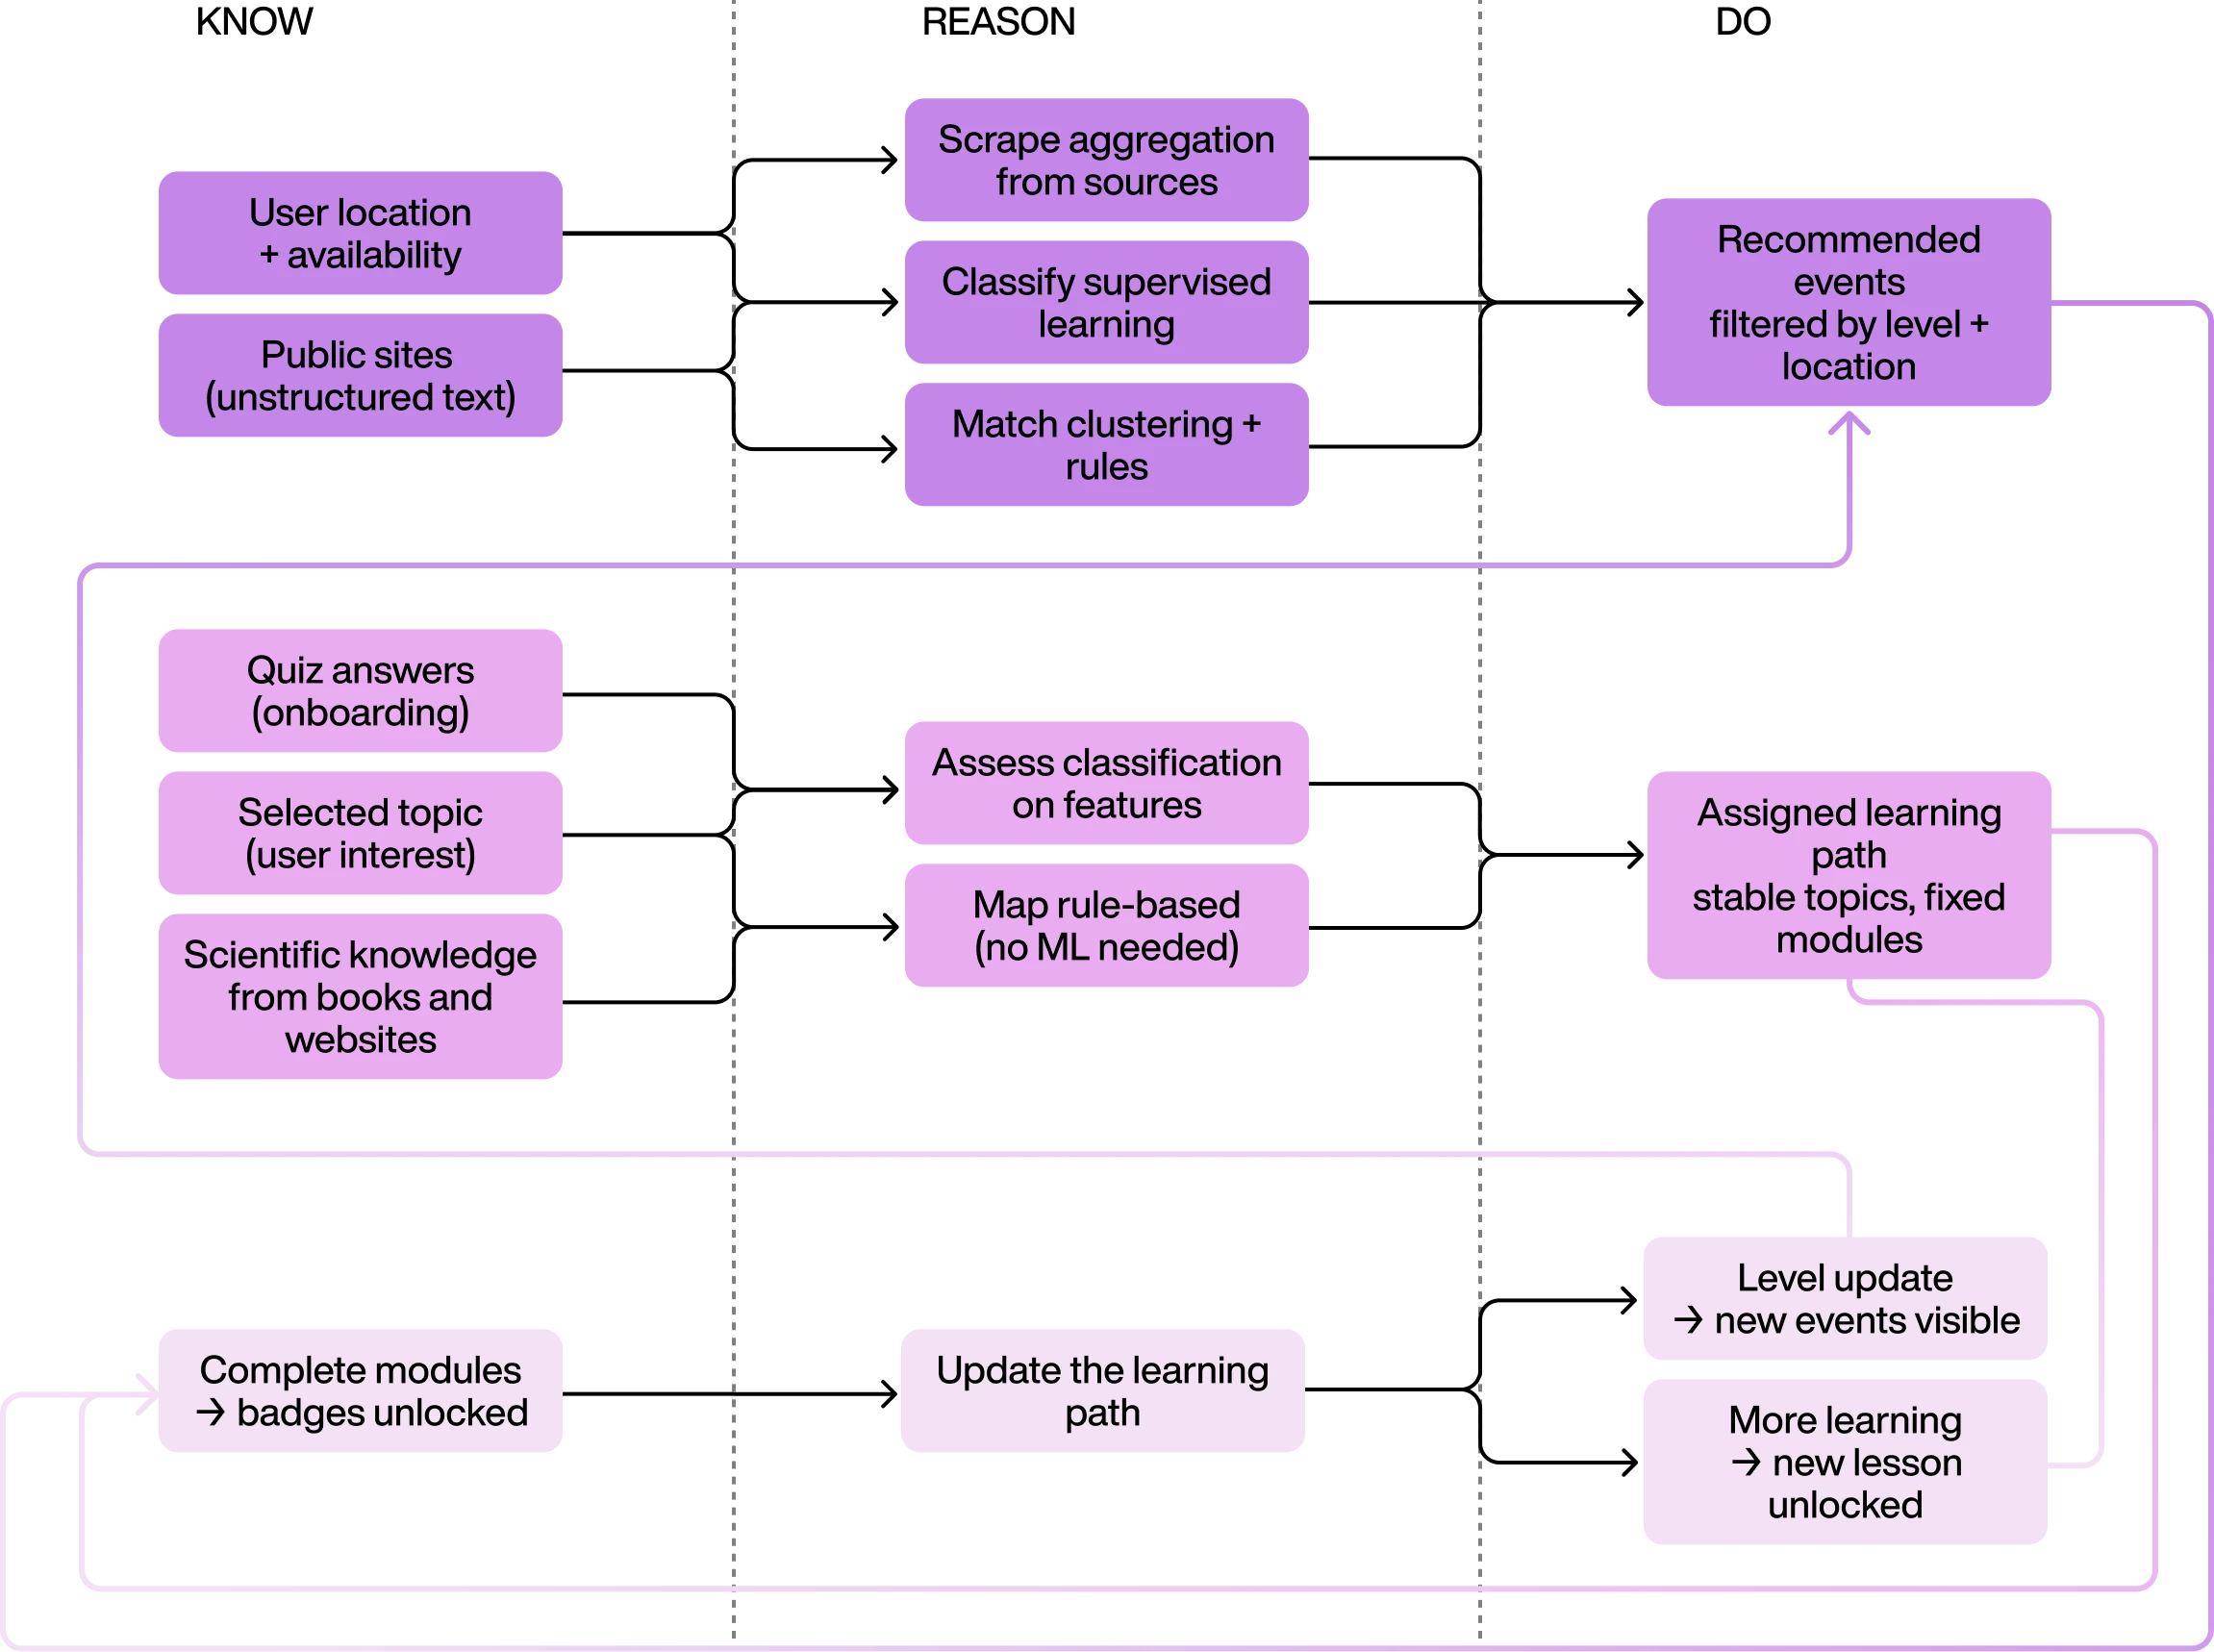 KNOW
REASON
DO
User location
+ availability
Public sites
(unstructured text)
Scrape aggregation
from sources
Classify supervised
learning
Match clustering +
rules
Recommended
events
filtered by level +
location
Quiz answers
(onboarding)
Selected topic
(user interest)
Scientific knowledge
from books and
websites
Assess classification
on features
Map rule-based
(no ML needed)
Assigned learning
path
stable topics, fixed
modules
Complete modules
→ badges unlocked
Update the learning
path
Level update
→ new events visible
More learning
→ new lesson
unlocked